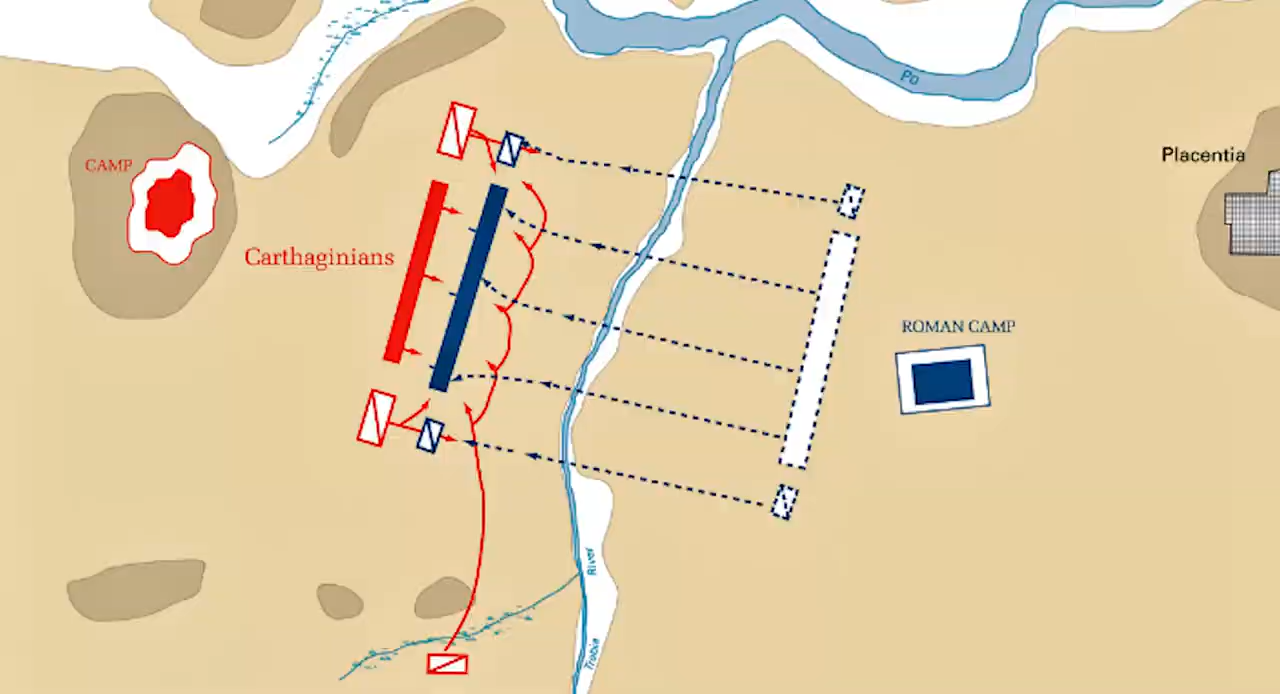 Po
Placentia
CAMP
Carthaginians
ROMAN CAMP
River
Trebia